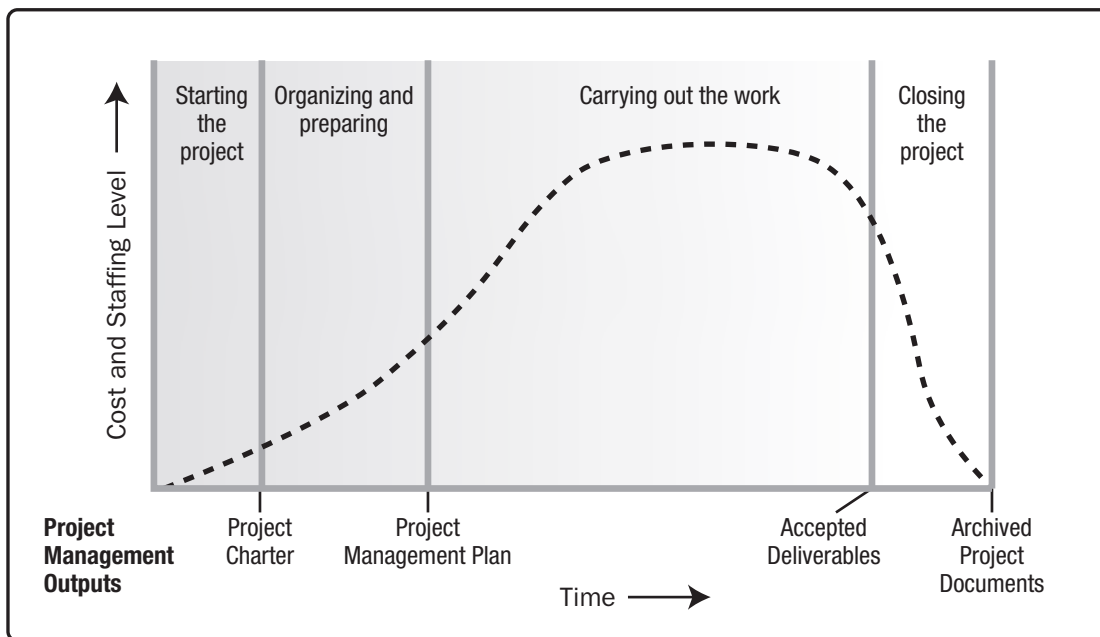 Starting
the
project
Organizing and
preparing
Carrying out the work
Closing
the
project
Cost and Staffing Level
Project
Management
Outputs
Project
Charter
Project
Management Plan
Accepted
Deliverables
Archived
Project
Documents
Time